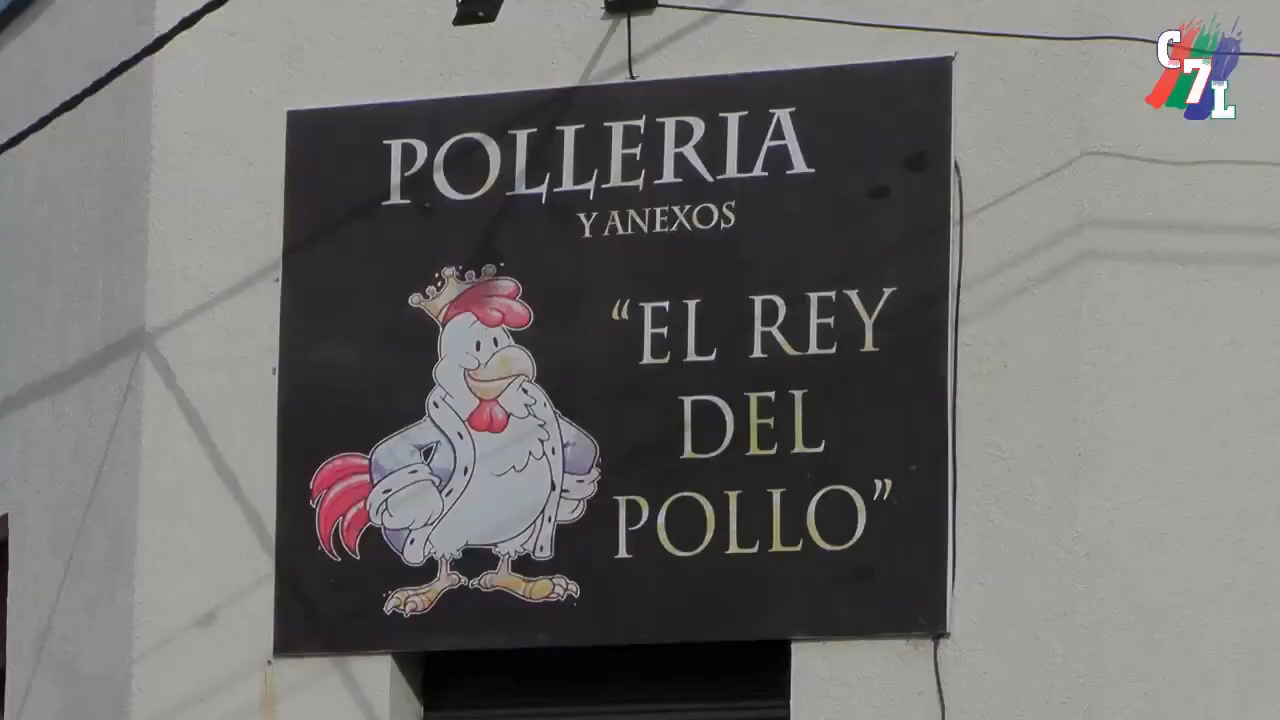 POLLERIA
Y ANEXOS
“EL REY
DEL
POLLO”
C7L